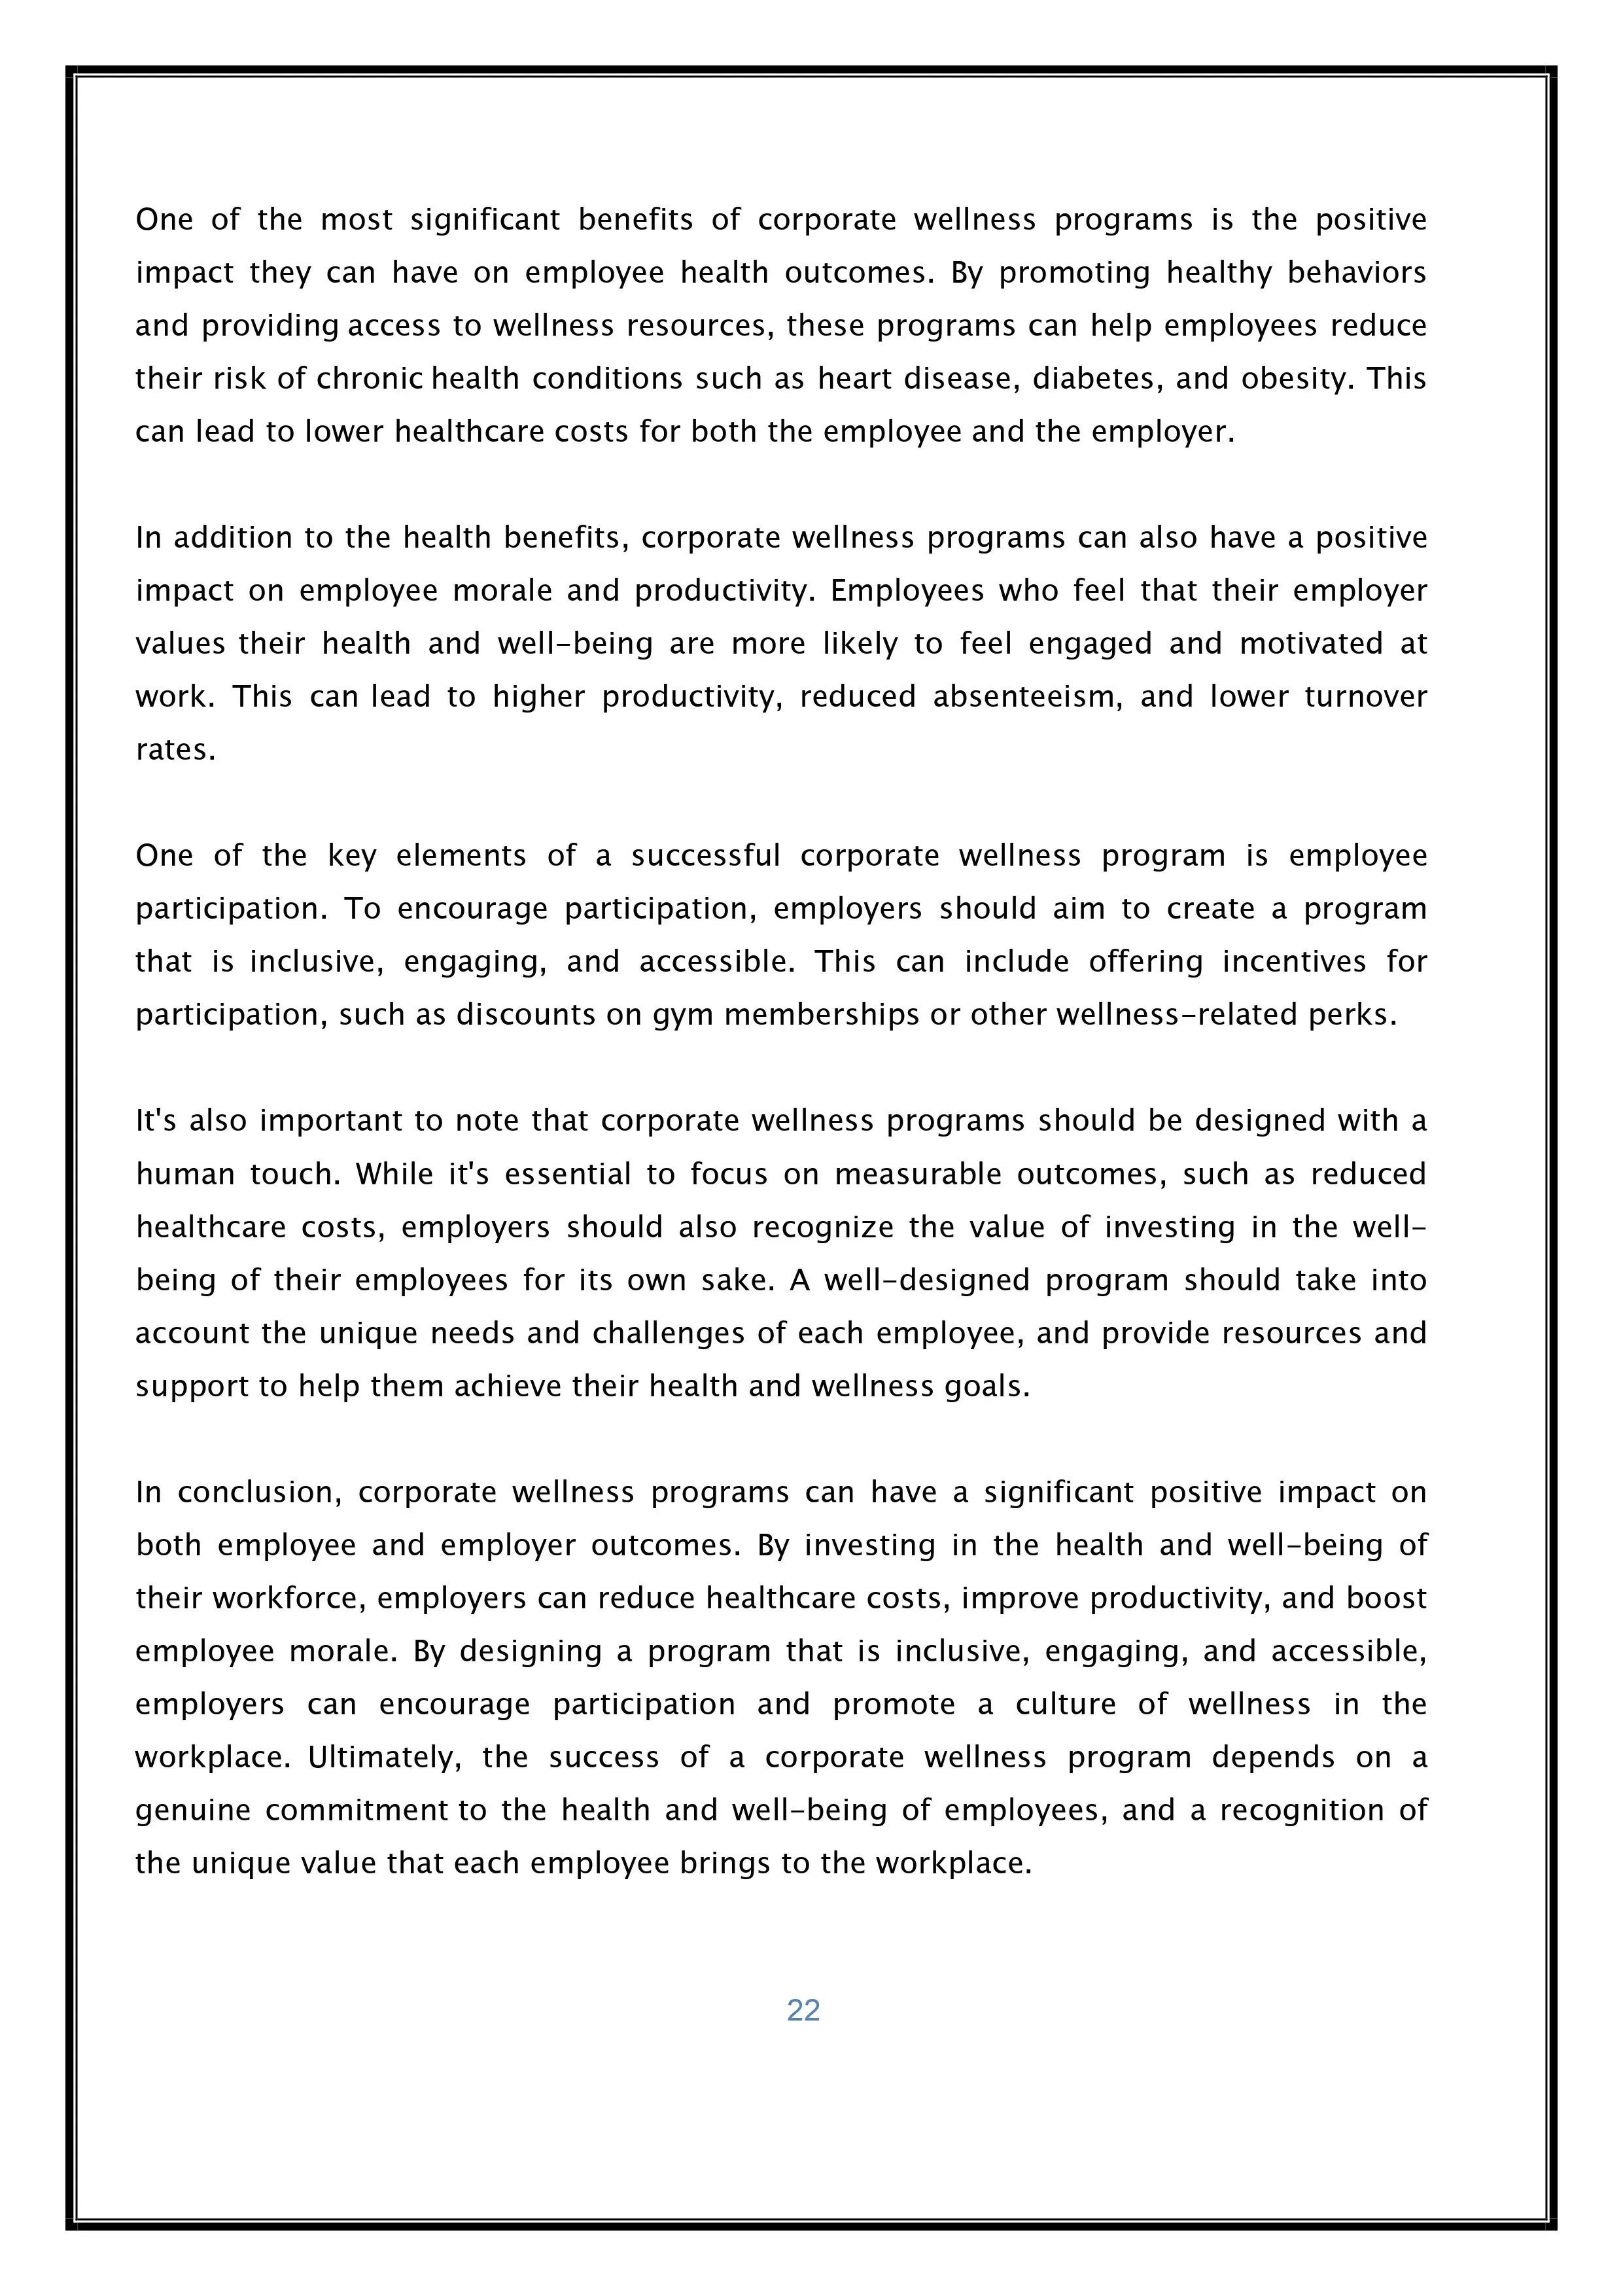 One of the most significant benefits of corporate wellness programs is the positive
impact they can have on employee health outcomes. By promoting healthy behaviors
and providing access to wellness resources, these programs can help employees reduce
their risk of chronic health conditions such as heart disease, diabetes, and obesity. This
can lead to lower healthcare costs for both the employee and the employer.
In addition to the health benefits, corporate wellness programs can also have a positive
impact on employee morale and productivity. Employees who feel that their employer
values their health and well-being are more likely to feel engaged and motivated at
work. This can lead to higher productivity, reduced absenteeism, and lower turnover
rates.
One of the key elements of a successful corporate wellness program is employee
participation. To encourage participation, employers should aim to create a program
that is inclusive, engaging, and accessible. This can include offering incentives for
participation, such as discounts on gym memberships or other wellness-related perks.
It's also important to note that corporate wellness programs should be designed with a
human touch. While it's essential to focus on measurable outcomes, such as reduced
healthcare costs, employers should also recognize the value of investing in the well-
being of their employees for its own sake. A well-designed program should take into
account the unique needs and challenges of each employee, and provide resources and
support to help them achieve their health and wellness goals.
In conclusion, corporate wellness programs can have a significant positive impact on
both employee and employer outcomes. By investing in the health and well-being of
their workforce, employers can reduce healthcare costs, improve productivity, and boost
employee morale. By designing a program that is inclusive, engaging, and accessible,
employers can encourage participation and promote a culture of wellness in the
workplace. Ultimately, the success of a corporate wellness program depends on a
genuine commitment to the health and well-being of employees, and a recognition of
the unique value that each employee brings to the workplace.
22